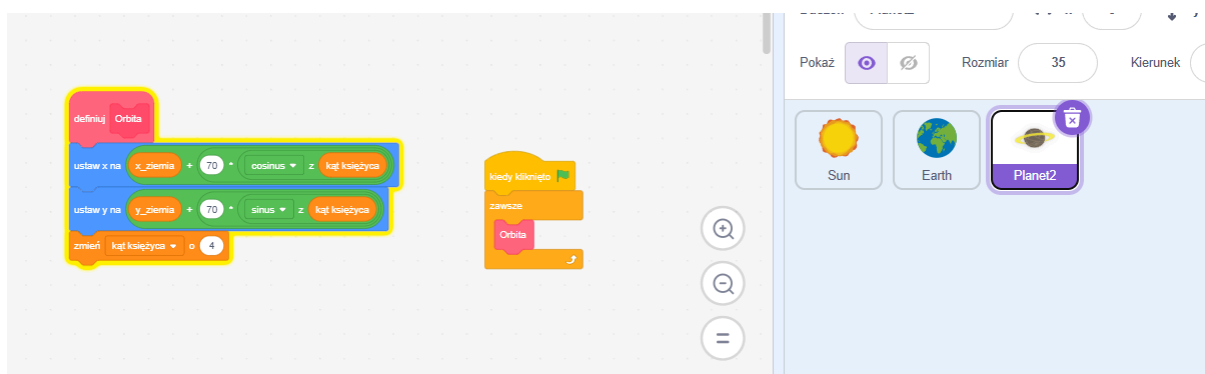 Pokaż
Rozmiar
35
Kierunek
definiuj Orbita
ustaw x na x_ziemia + 70 * cosinus z kąt księżyca
ustaw y na y_ziemia + 70 * sinus z kąt księżyca
zmień kąt księżyca o 4
kiedy kliknięto
zawsze
Orbita
Sun
Earth
Planet2